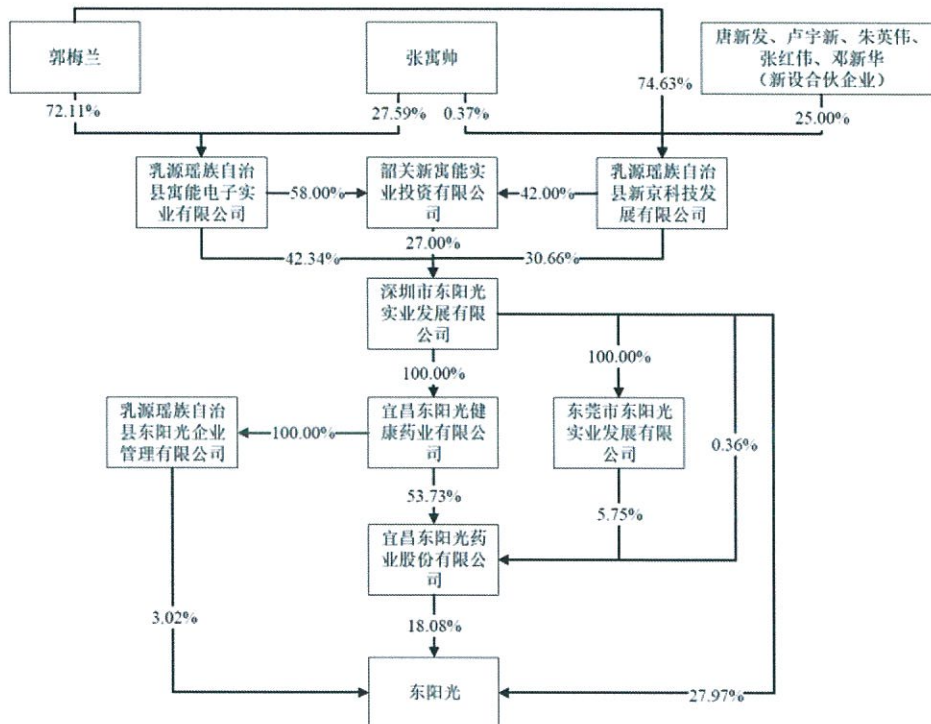 郭梅兰
张寓帅
唐新发、卢宇新、朱英伟、
张红伟、邓新华
（新设合伙企业）
72.11%
27.59%
0.37%
74.63%
25.00%
乳源瑶族自治
县寓能电子实
业有限公司
58.00%
韶关新寓能实
业投资有限公
司
42.00%
乳源瑶族自治
县新京科技发
展有限公司
42.34%
27.00%
30.66%
深圳市东阳光
实业发展有限
公司
100.00%
100.00%
乳源瑶族自治
县东阳光企业
管理有限公司
100.00%
宜昌东阳光健
康药业有限公
司
东莞市东阳光
实业发展有限
公司
0.36%
53.73%
5.75%
宜昌东阳光药
业股份有限公
司
3.02%
18.08%
东阳光
27.97%